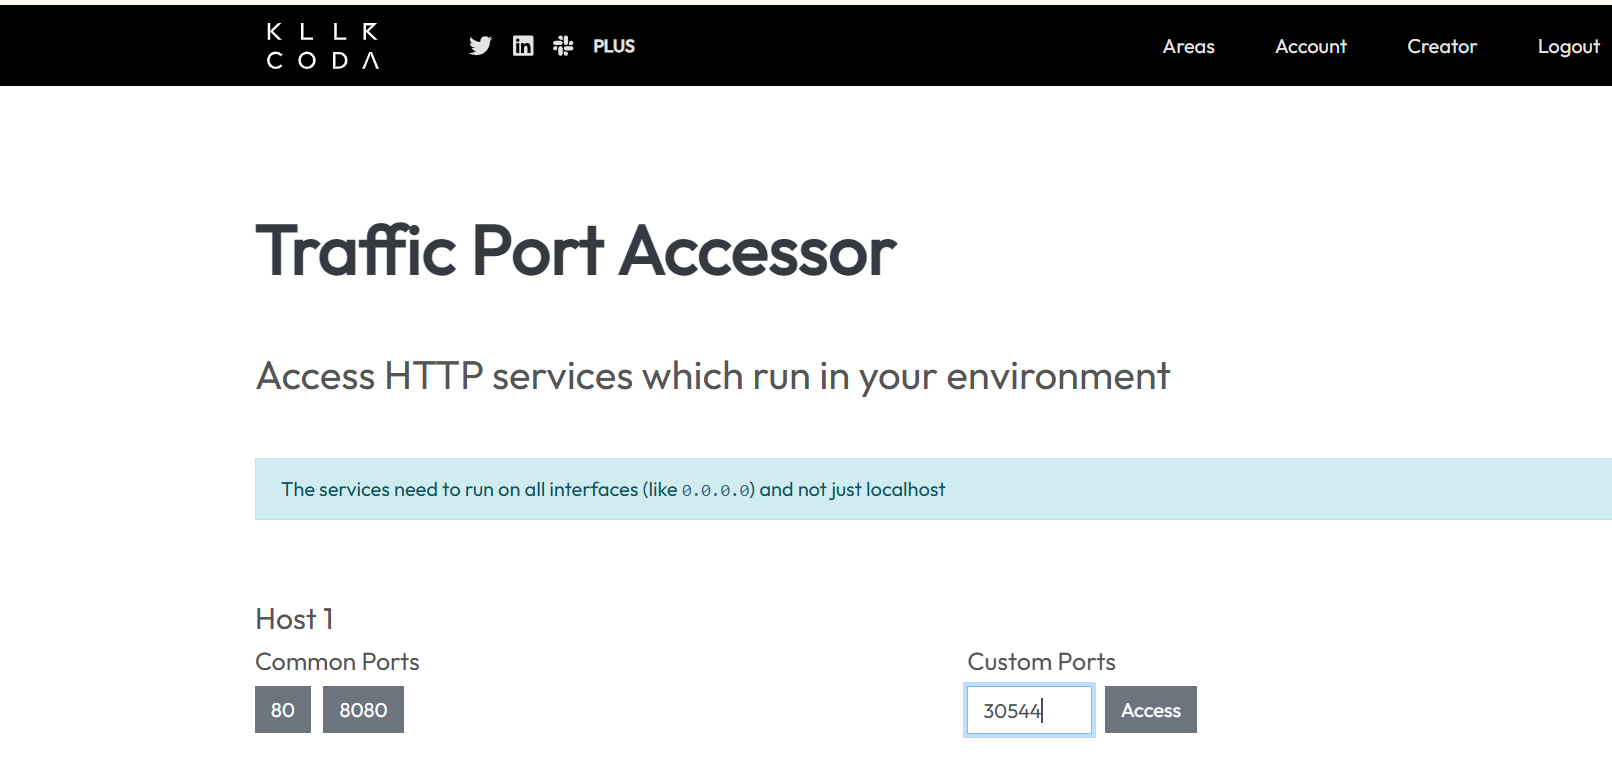 KLLR
CODA
PLUS
Areas
Account
Creator
Logout
Traffic Port Accessor
Access HTTP services which run in your environment
The services need to run on all interfaces (like 0.0.0.0) and not just localhost
Host 1
Common Ports
80
8080
Custom Ports
30544
Access